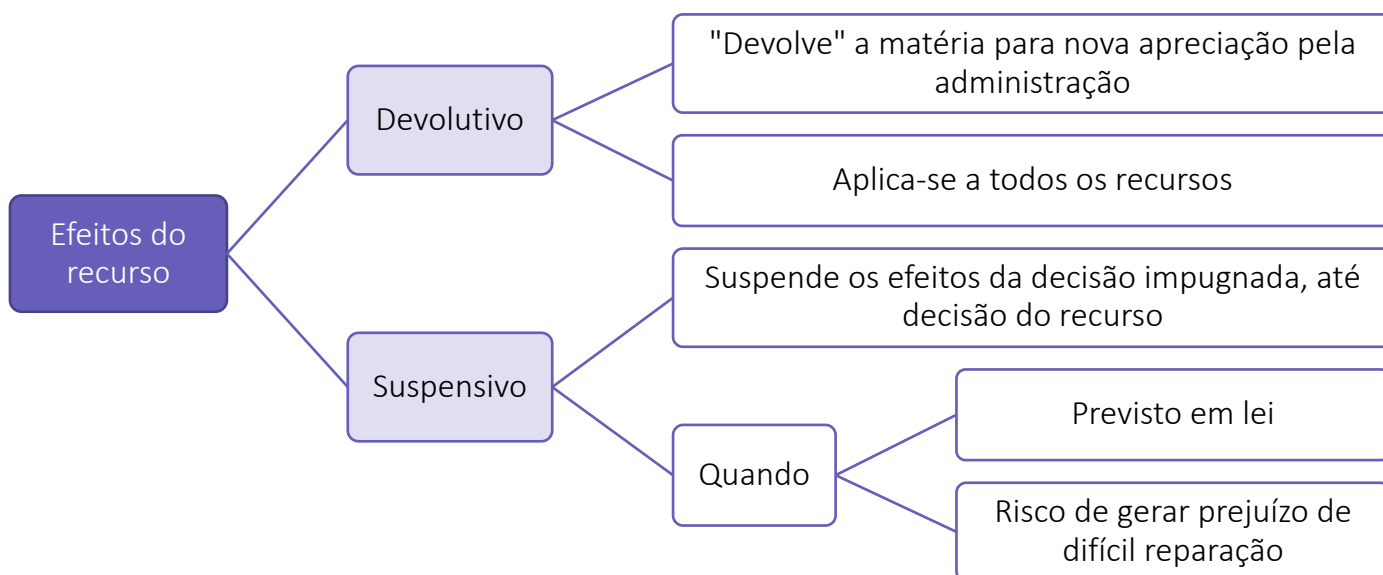 Efeitos do
recurso
Devolutivo
"Devolve" a matéria para nova apreciação pela
administração
Aplica-se a todos os recursos
Suspensivo
Suspende os efeitos da decisão impugnada, até
decisão do recurso
Quando
Previsto em lei
Risco de gerar prejuízo de
difícil reparação